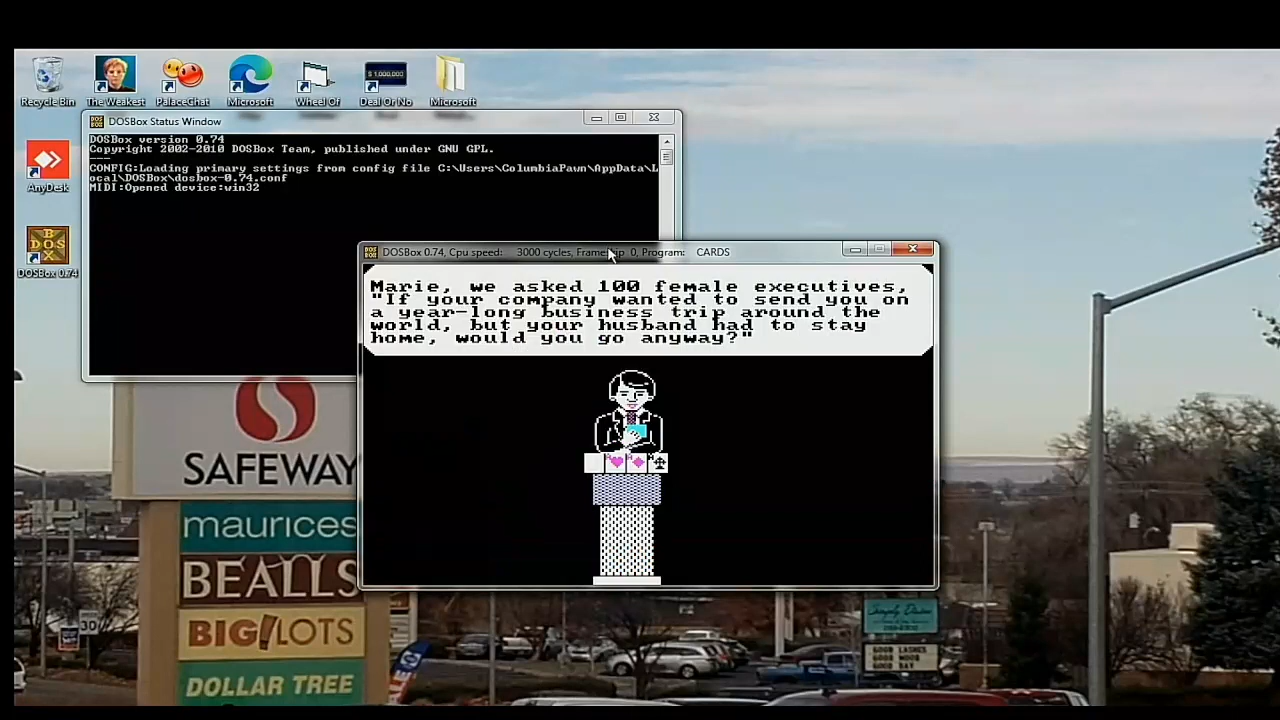 Recycle Bin
The Weakest
PalaceChat
Microsoft
Wheel Of
Deal Or No
Microsoft
$ 1,000,000
AnyDesk
DOSBox 0.74
DOSBox Status Window
DOSBox version 0.74
Copyright 2002-2010 DOSBox Team, published under GNU GPL.
---
CONFIG:Loading primary settings from config file C:\Users\ColumbiaPawn\AppData\L
ocal\DOSBox\dosbox-0.74.conf
MIDI:Opened device:win32
DOSBox 0.74, Cpu speed: 3000 cycles, Frameskip 0, Program: CARDS
Marie, we asked 100 female executives,
"If your company wanted to send you on
a year-long business trip around the
world, but your husband had to stay
home, would you go anyway?"
SAFEWAY
maurices
BEALLS
BIG!LOTS
DOLLAR TREE
30
SALE
GOOD LASHES
GOOD
GOOD DAY